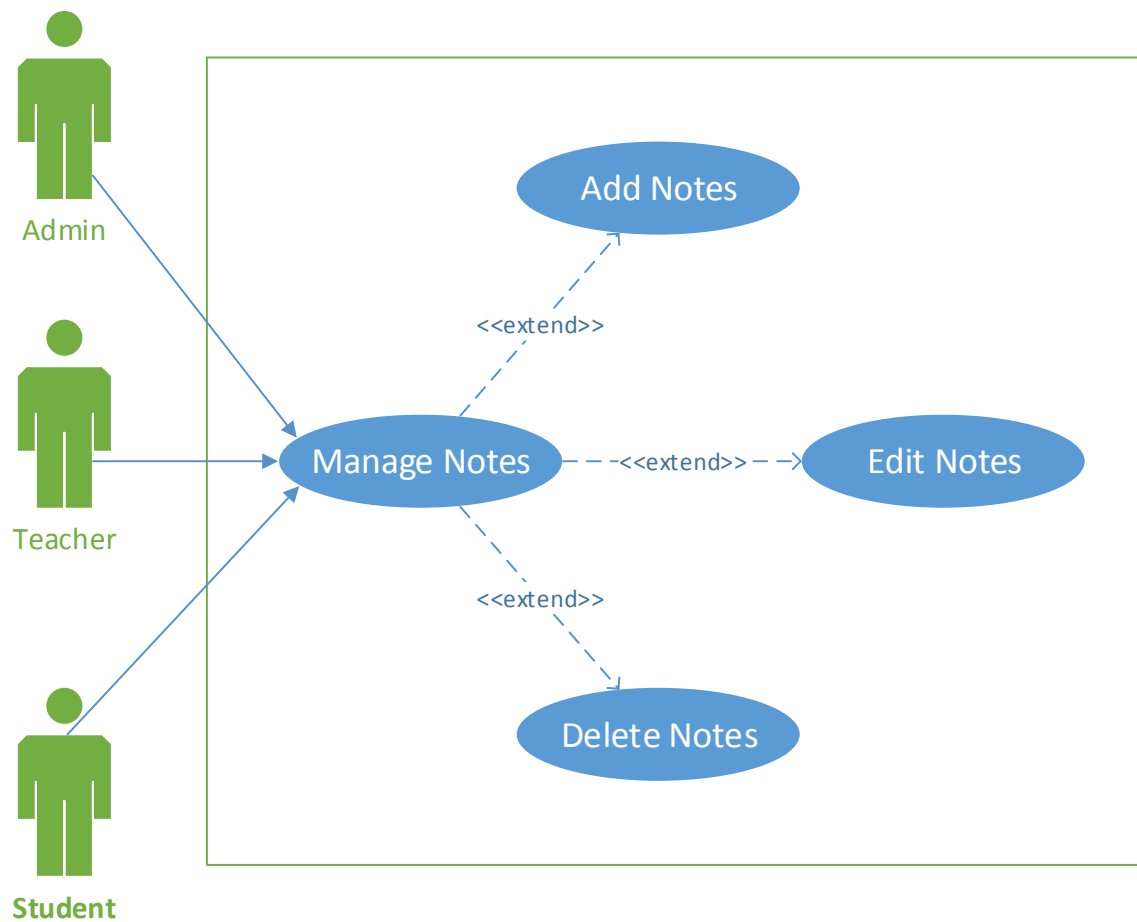 Admin
Add Notes
<<extend>>
Manage Notes
<<extend>>
Edit Notes
Teacher
<<extend>>
Delete Notes
Student